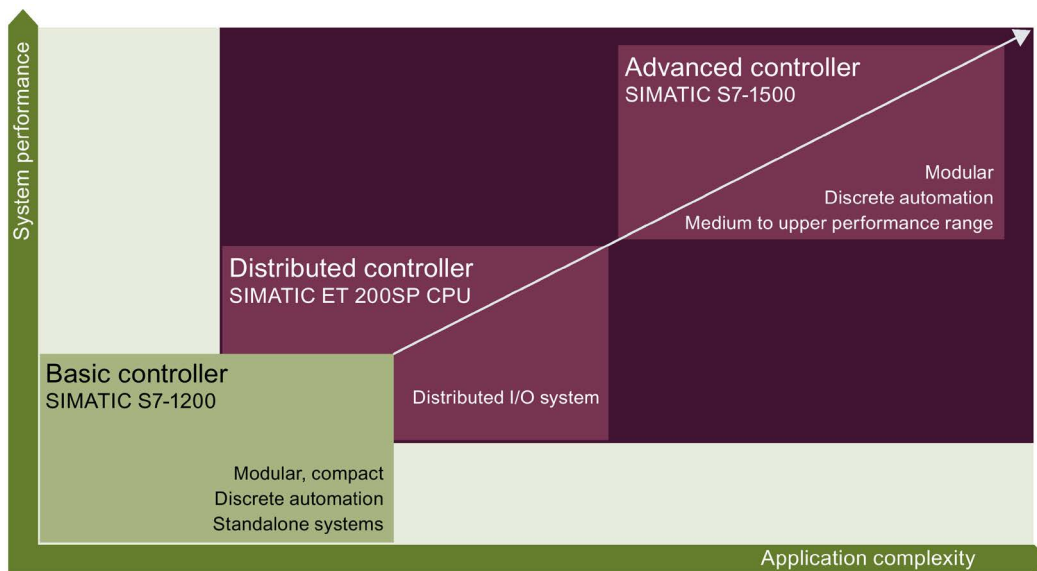 System performance
Advanced controller
SIMATIC S7-1500
Modular
Discrete automation
Medium to upper performance range
Distributed controller
SIMATIC ET 200SP CPU
Distributed I/O system
Basic controller
SIMATIC S7-1200
Modular, compact
Discrete automation
Standalone systems
Application complexity